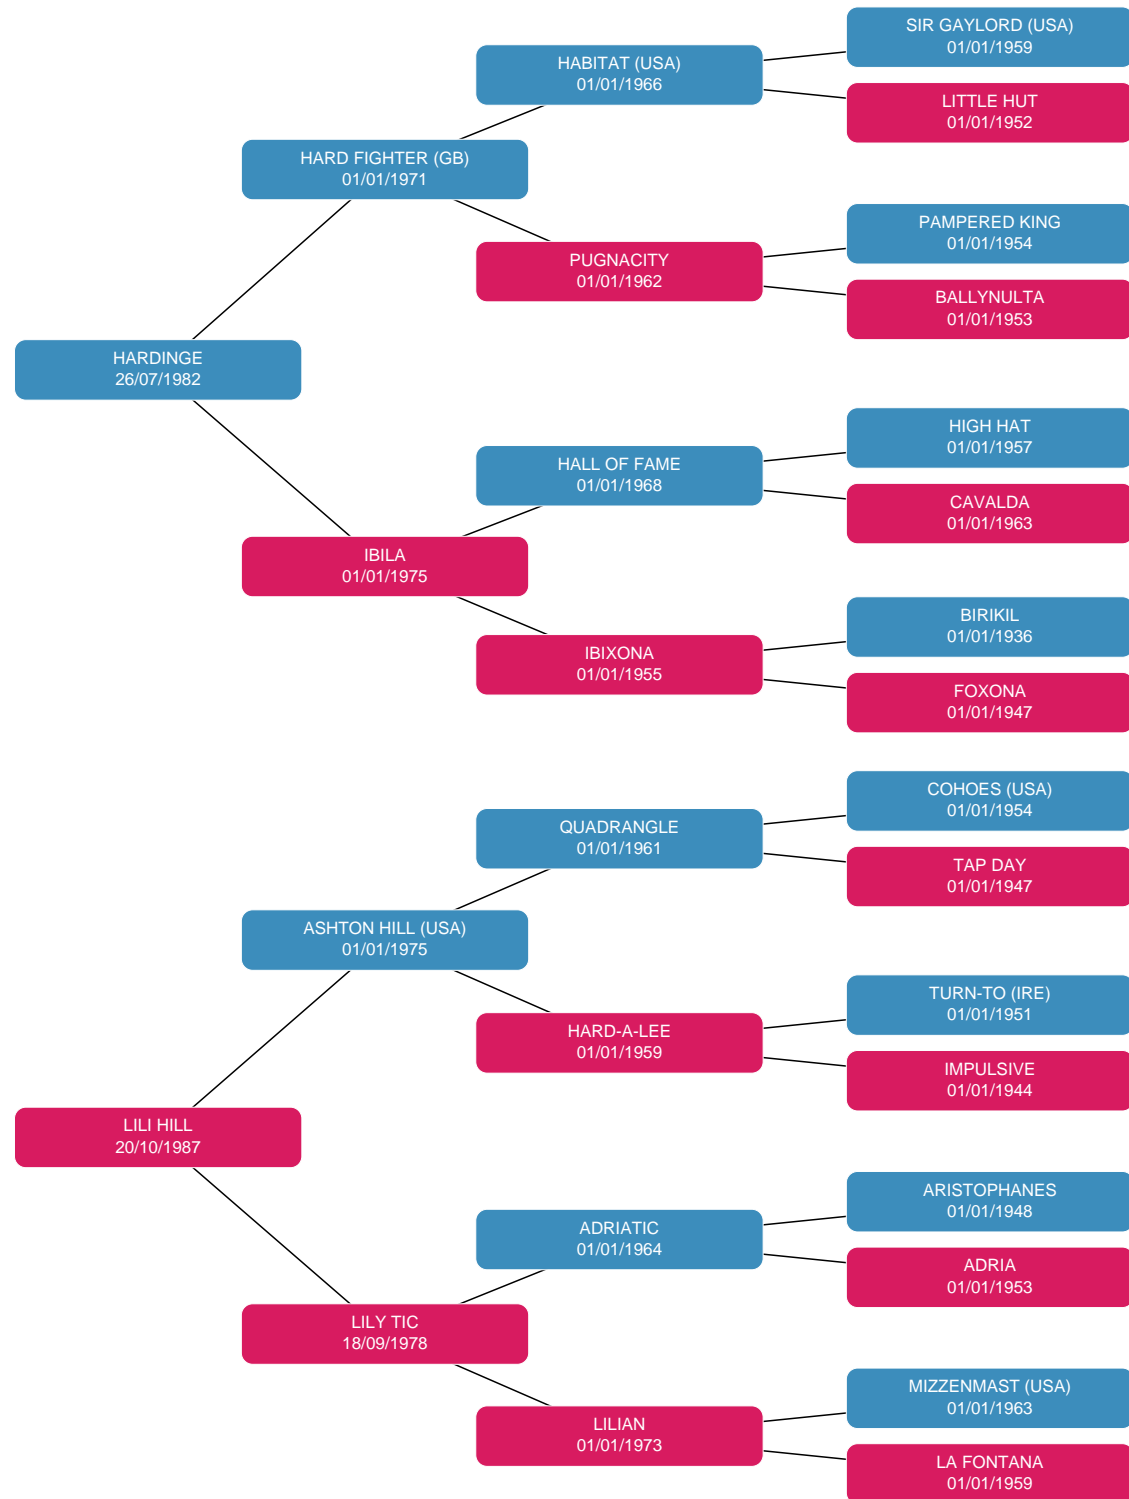 SIR GAYLORD (USA)
01/01/1959
HABITAT (USA)
01/01/1966
LITTLE HUT
01/01/1952
HARD FIGHTER (GB)
01/01/1971
PAMPERED KING
01/01/1954
PUGNACITY
01/01/1962
BALLYNULTA
01/01/1953
HARDINGE
26/07/1982
HIGH HAT
01/01/1957
HALL OF FAME
01/01/1968
CAVALDA
01/01/1963
IBILA
01/01/1975
BIRIKIL
01/01/1936
IBIXONA
01/01/1955
FOXONA
01/01/1947
COHOES (USA)
01/01/1954
QUADRANGLE
01/01/1961
TAP DAY
01/01/1947
ASHTON HILL (USA)
01/01/1975
TURN-TO (IRE)
01/01/1951
HARD-A-LEE
01/01/1959
IMPULSIVE
01/01/1944
LILI HILL
20/10/1987
ARISTOPHANES
01/01/1948
ADRIATIC
01/01/1964
ADRIA
01/01/1953
LILY TIC
18/09/1978
MIZZENMAST (USA)
01/01/1963
LILIAN
01/01/1973
LA FONTANA
01/01/1959